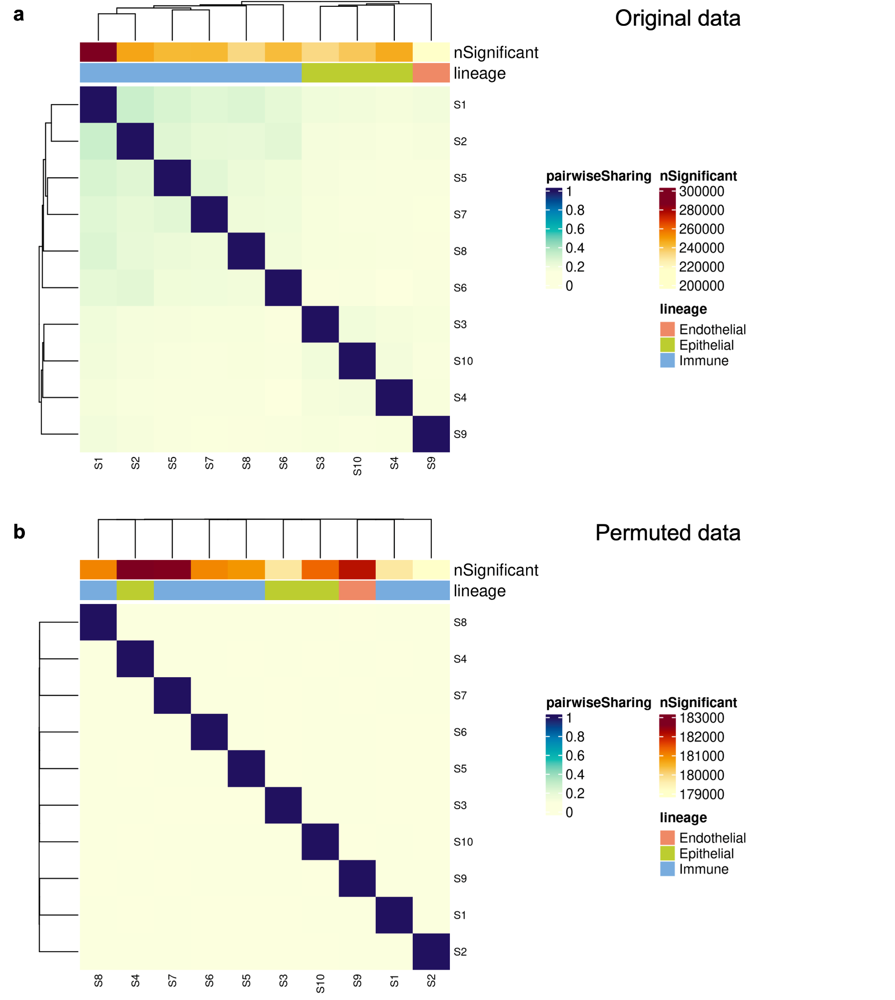 a
Original data
nSignificant
lineage
S1
S2
S5
S7
S8
S6
S3
S10
S4
S9
S1 S2 S5 S7 S8 S6 S3 S10 S4 S9
pairwiseSharing
1
0.8
0.6
0.4
0.2
0
nSignificant
300000
280000
260000
240000
220000
200000
lineage
Endothelial
Epithelial
Immune
b
Permuted data
nSignificant
lineage
S8
S4
S7
S6
S5
S3
S10
S9
S1
S2
S8 S4 S7 S6 S5 S3 S10 S9 S1 S2
pairwiseSharing
1
0.8
0.6
0.4
0.2
0
nSignificant
183000
182000
181000
180000
179000
lineage
Endothelial
Epithelial
Immune